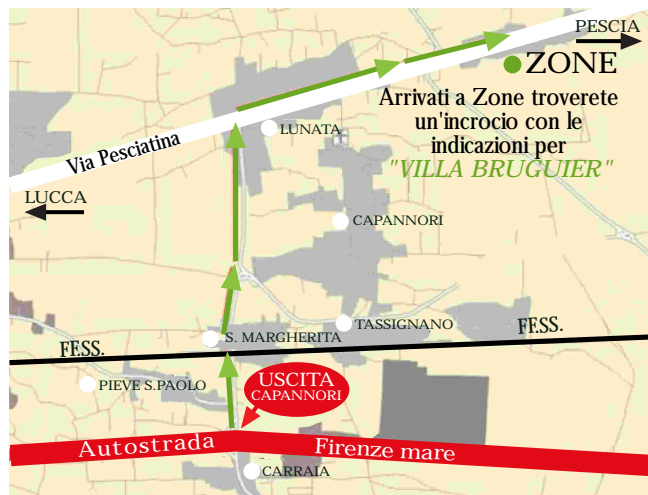 PESCIA
ZONE
Arrivati a Zone troverete
un'incrocio con le
indicazioni per
"VILLA BRUGUIER"
LUNATA
Via Pesciatina
LUCCA
CAPANNORI
TASSIGNANO
FF.SS.
S. MARGHERITA
FF.SS.
PIEVE S.PAOLO
USCITA
CAPANNORI
Autostrada Firenze mare
CARRAIA